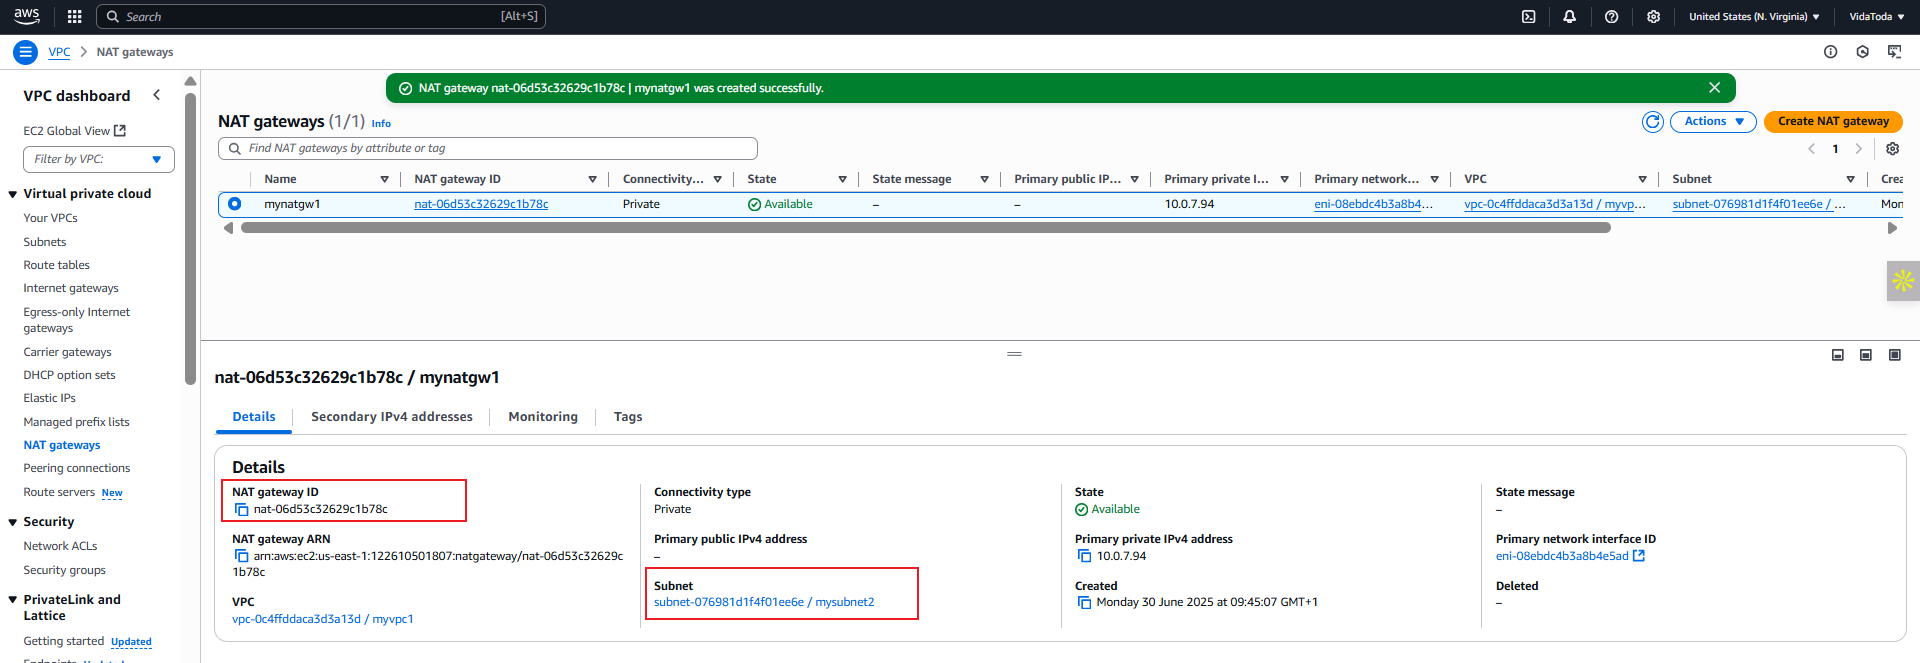 aws
Search [Alt+S]
United States (N. Virginia) ▼
VidaToda ▼
VPC > NAT gateways
VPC dashboard
EC2 Global View
Filter by VPC:
Virtual private cloud
Your VPCs
Subnets
Route tables
Internet gateways
Egress-only Internet
gateways
Carrier gateways
DHCP option sets
Elastic IPs
Managed prefix lists
NAT gateways
Peering connections
Route servers New
Security
Network ACLs
Security groups
PrivateLink and
Lattice
Getting started Updated
NAT gateway nat-06d53c32629c1b78c | mynatgw1 was created successfully.
NAT gateways (1/1) Info
Actions ▼
Create NAT gateway
Find NAT gateways by attribute or tag
1
Name NAT gateway ID Connectivity... State State message Primary public IP... Primary private I... Primary network... VPC Subnet Crea
mynatgw1 nat-06d53c32629c1b78c Private Available – – 10.0.7.94 eni-08ebdc4b3a8b4... vpc-0c4ffddaca3d3a13d / myvp... subnet-076981d1f4f01ee6e / ... Mon
nat-06d53c32629c1b78c / mynatgw1
Details Secondary IPv4 addresses Monitoring Tags
Details
NAT gateway ID
nat-06d53c32629c1b78c
NAT gateway ARN
arn:aws:ec2:us-east-1:122610501807:natgateway/nat-06d53c32629c
1b78c
VPC
vpc-0c4ffddaca3d3a13d / myvpc1
Connectivity type
Private
Primary public IPv4 address
–
Subnet
subnet-076981d1f4f01ee6e / mysubnet2
State
Available
Primary private IPv4 address
10.0.7.94
Created
Monday 30 June 2025 at 09:45:07 GMT+1
State message
–
Primary network interface ID
eni-08ebdc4b3a8b4e5ad
Deleted
–